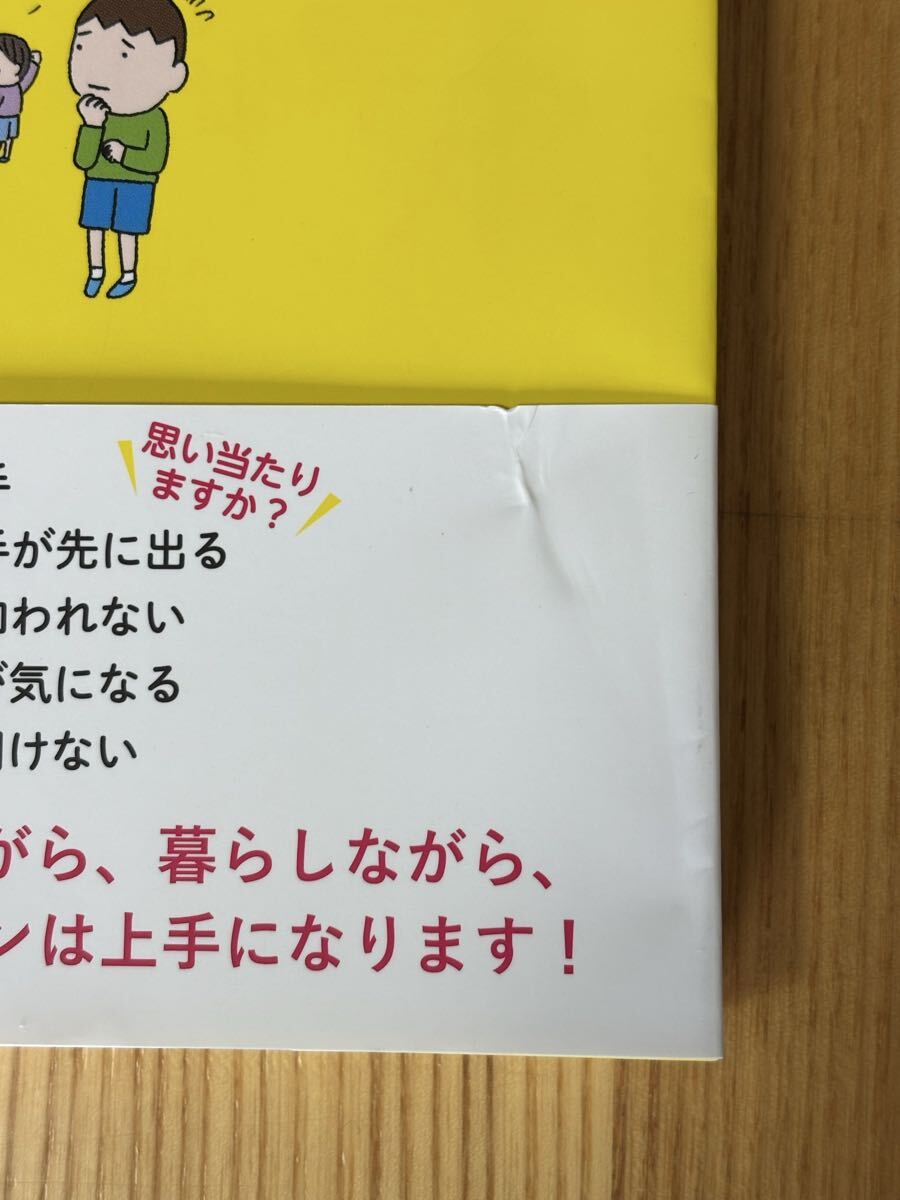 思い当たり
ますか？
手
手が先に出る
われない
が気になる
けない
がら、暮らしながら、
ンは上手になります！